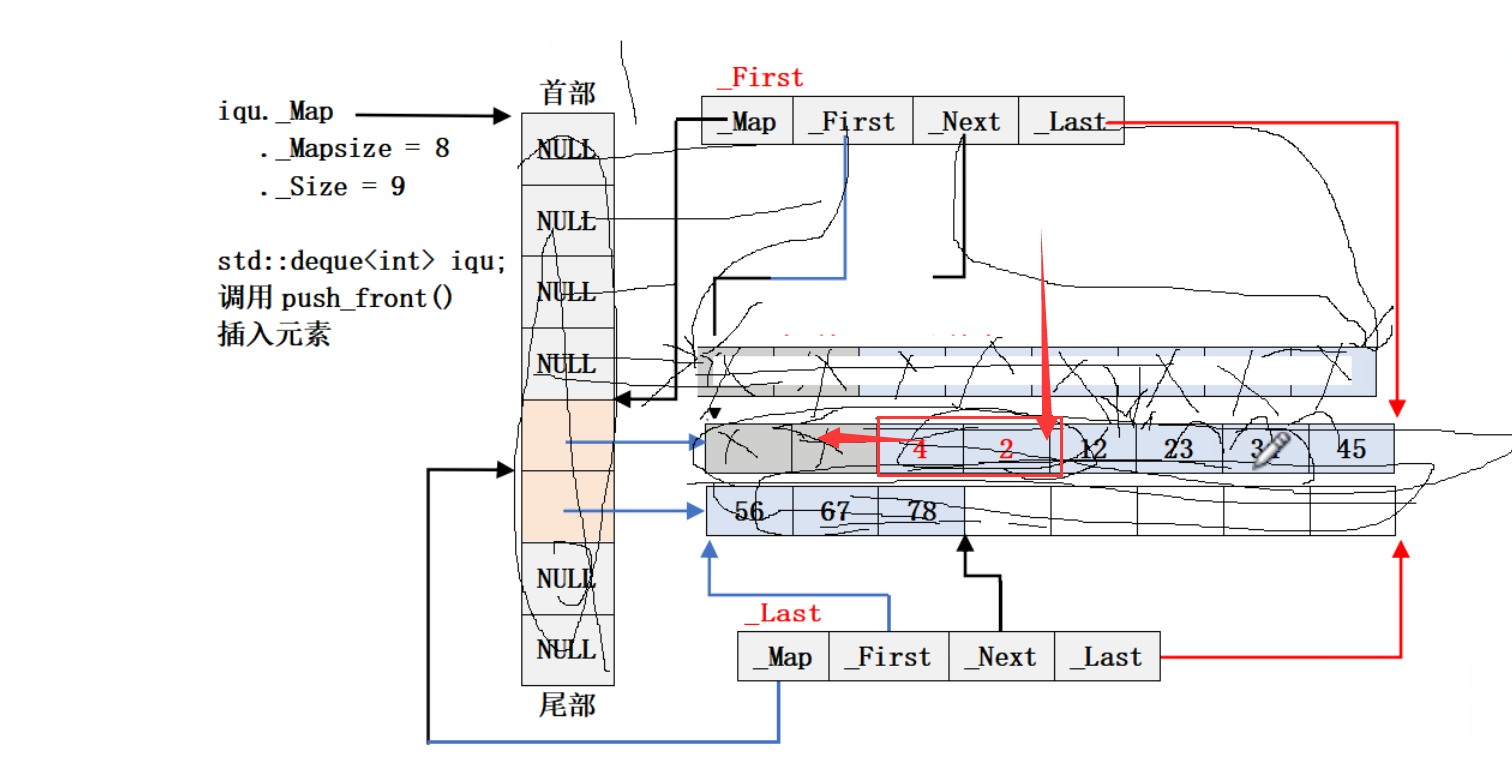 首部
_First
iqu._Map
._Mapsize = 8
._Size = 9
_Map _First _Next _Last
NULL
NULL
std::deque<int> iqu;
调用 push_front()
插入元素
NULL
NULL
4 2 12 23 34 45
56 67 78
NULL
NULL
尾部
_Last
_Map _First _Next _Last